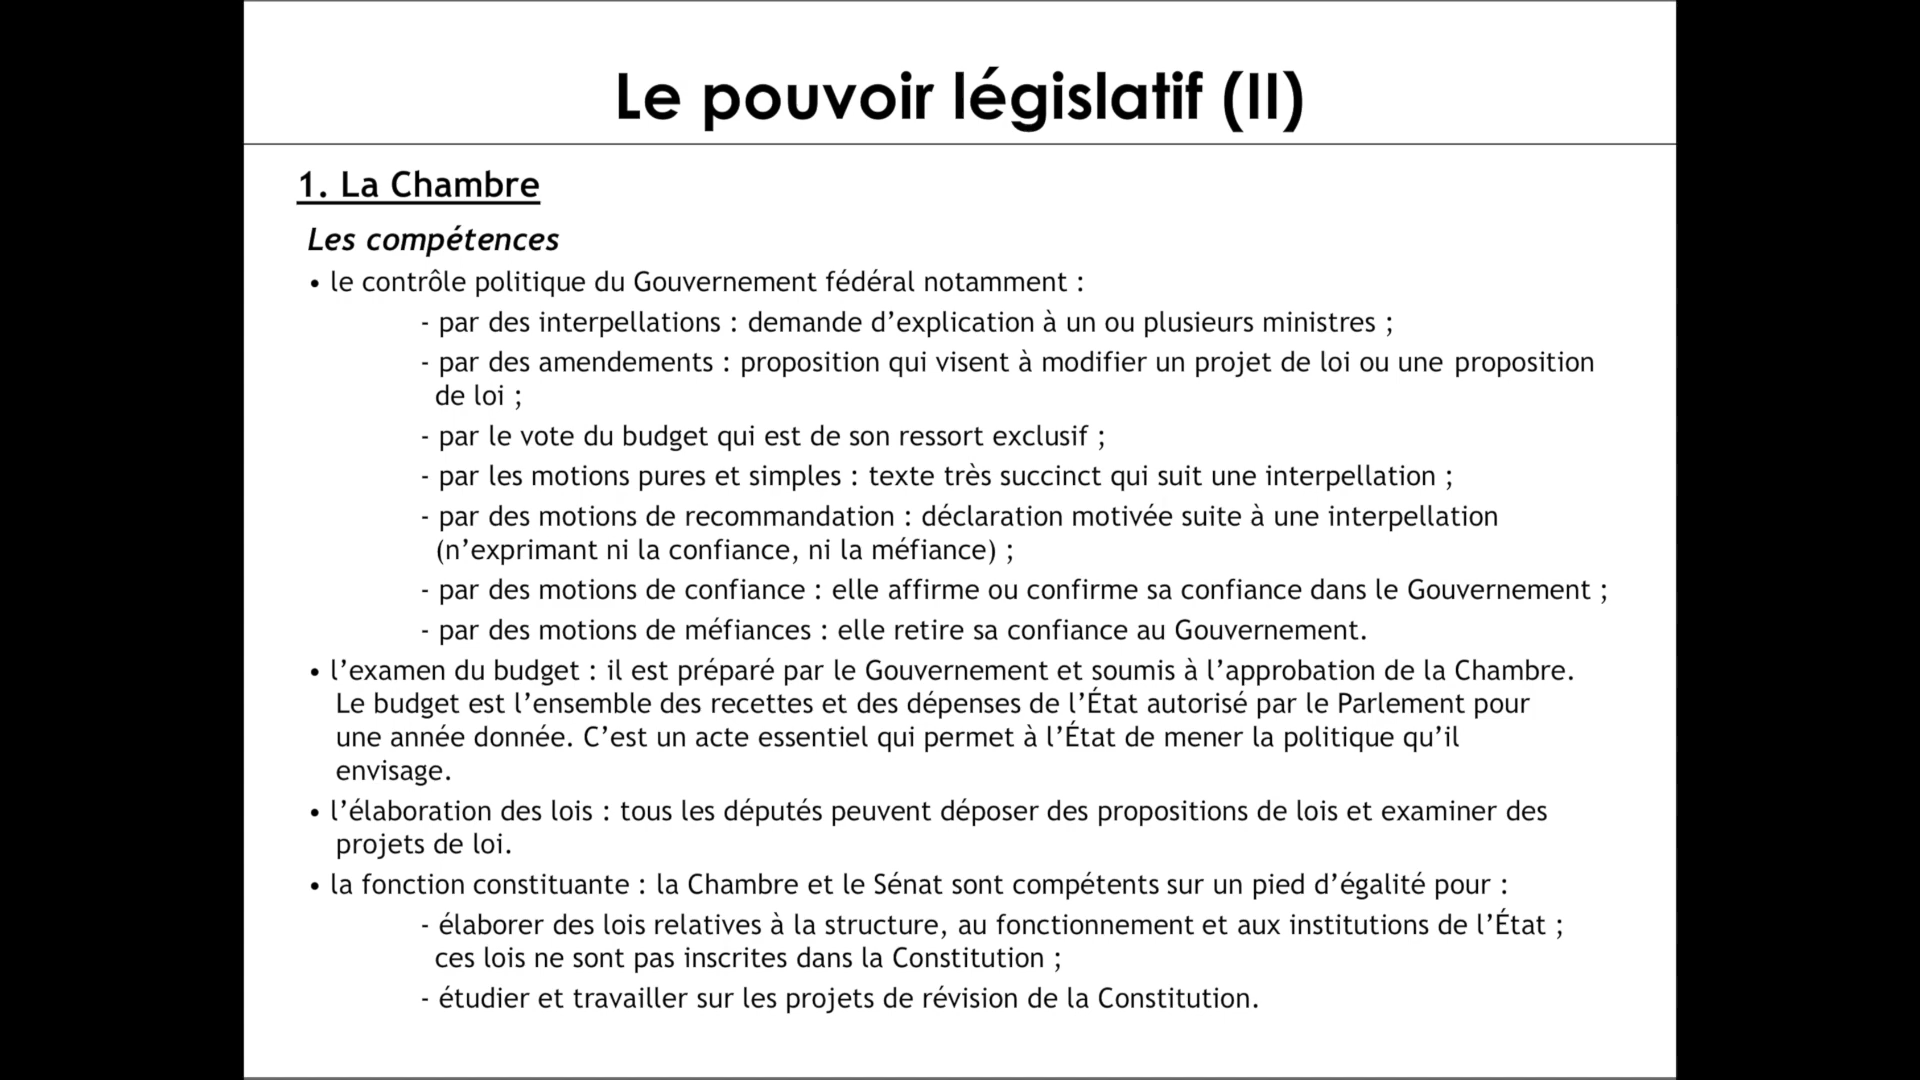 Le pouvoir législatif (II)
1. La Chambre
Les compétences
• le contrôle politique du Gouvernement fédéral notamment :
- par des interpellations : demande d’explication à un ou plusieurs ministres ;
- par des amendements : proposition qui visent à modifier un projet de loi ou une proposition
de loi ;
- par le vote du budget qui est de son ressort exclusif ;
- par les motions pures et simples : texte très succinct qui suit une interpellation ;
- par des motions de recommandation : déclaration motivée suite à une interpellation
(n’exprimant ni la confiance, ni la méfiance) ;
- par des motions de confiance : elle affirme ou confirme sa confiance dans le Gouvernement ;
- par des motions de méfiances : elle retire sa confiance au Gouvernement.
• l’examen du budget : il est préparé par le Gouvernement et soumis à l’approbation de la Chambre.
Le budget est l’ensemble des recettes et des dépenses de l’État autorisé par le Parlement pour
une année donnée. C’est un acte essentiel qui permet à l’État de mener la politique qu’il
envisage.
• l’élaboration des lois : tous les députés peuvent déposer des propositions de lois et examiner des
projets de loi.
• la fonction constituante : la Chambre et le Sénat sont compétents sur un pied d’égalité pour :
- élaborer des lois relatives à la structure, au fonctionnement et aux institutions de l’État ;
ces lois ne sont pas inscrites dans la Constitution ;
- étudier et travailler sur les projets de révision de la Constitution.